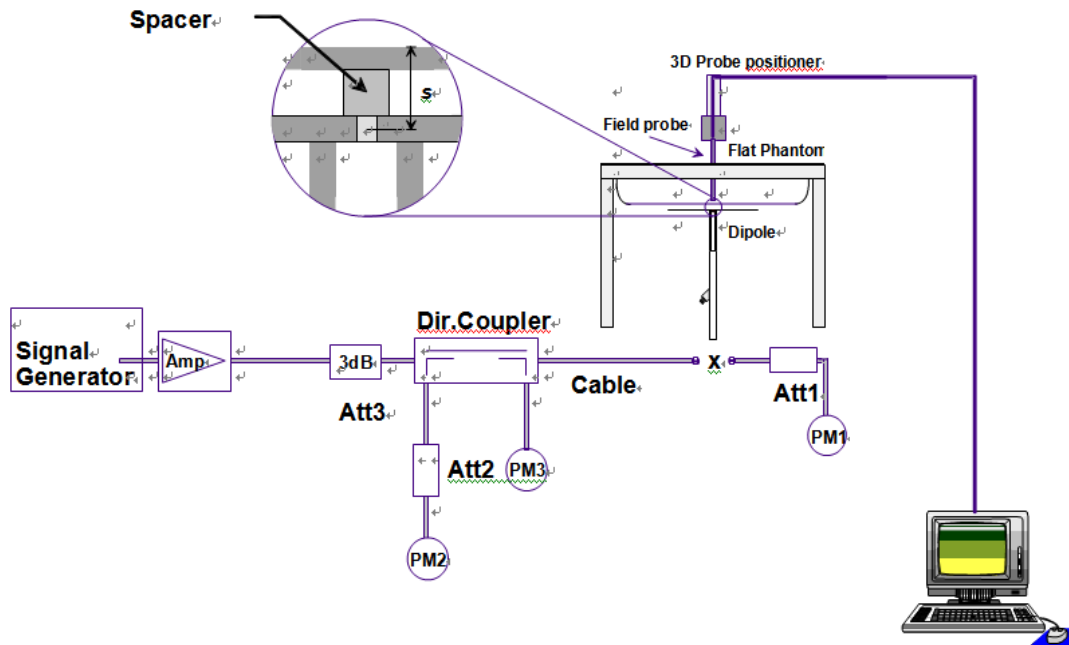 Spacer
s
3D Probe positioner
Field probe
Flat Phantom
Dipole
Signal
Generator
Amp
3dB
Att3
Dir.Coupler
Cable
x
Att1
PM1
Att2
PM3
PM2